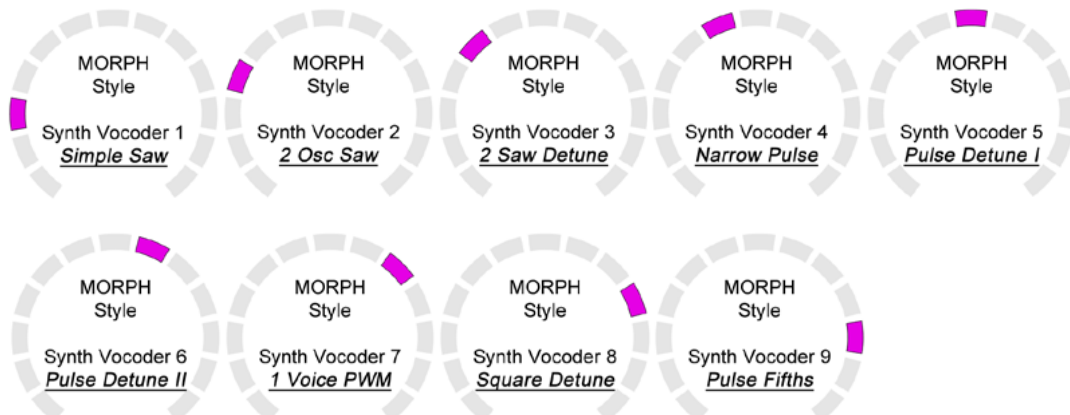 MORPH
Style
Synth Vocoder 1
Simple Saw
MORPH
Style
Synth Vocoder 2
2 Osc Saw
MORPH
Style
Synth Vocoder 3
2 Saw Detune
MORPH
Style
Synth Vocoder 4
Narrow Pulse
MORPH
Style
Synth Vocoder 5
Pulse Detune I
MORPH
Style
Synth Vocoder 6
Pulse Detune II
MORPH
Style
Synth Vocoder 7
1 Voice PWM
MORPH
Style
Synth Vocoder 8
Square Detune
MORPH
Style
Synth Vocoder 9
Pulse Fifths